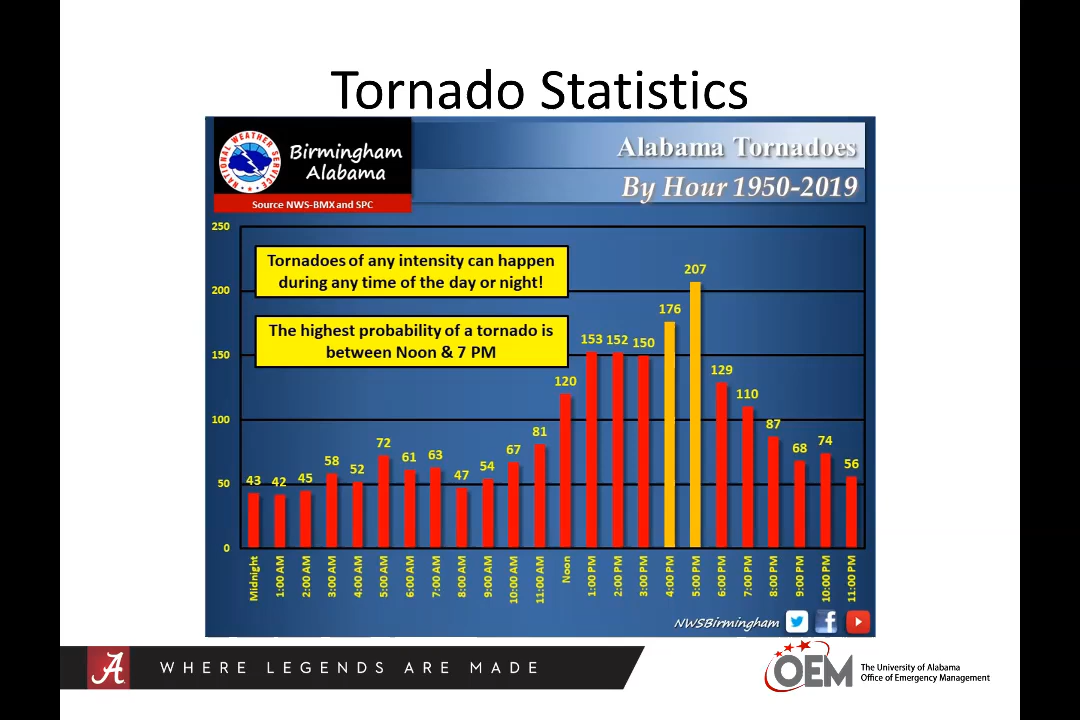 Tornado Statistics
NATIONAL WEATHER SERVICE
Birmingham
Alabama
Source NWS-BMX and SPC
Alabama Tornadoes
By Hour 1950-2019
Tornadoes of any intensity can happen
during any time of the day or night!
The highest probability of a tornado is
between Noon & 7 PM
250
200
150
100
50
0
43
42
45
58
52
72
61
63
47
54
67
81
120
153
152
150
176
207
129
110
87
68
74
56
Midnight
1:00 AM
2:00 AM
3:00 AM
4:00 AM
5:00 AM
6:00 AM
7:00 AM
8:00 AM
9:00 AM
10:00 AM
11:00 AM
Noon
1:00 PM
2:00 PM
3:00 PM
4:00 PM
5:00 PM
6:00 PM
7:00 PM
8:00 PM
9:00 PM
10:00 PM
11:00 PM
NWSBirmingham
A
WHERE LEGENDS ARE MADE
OEM
The University of Alabama
Office of Emergency Management